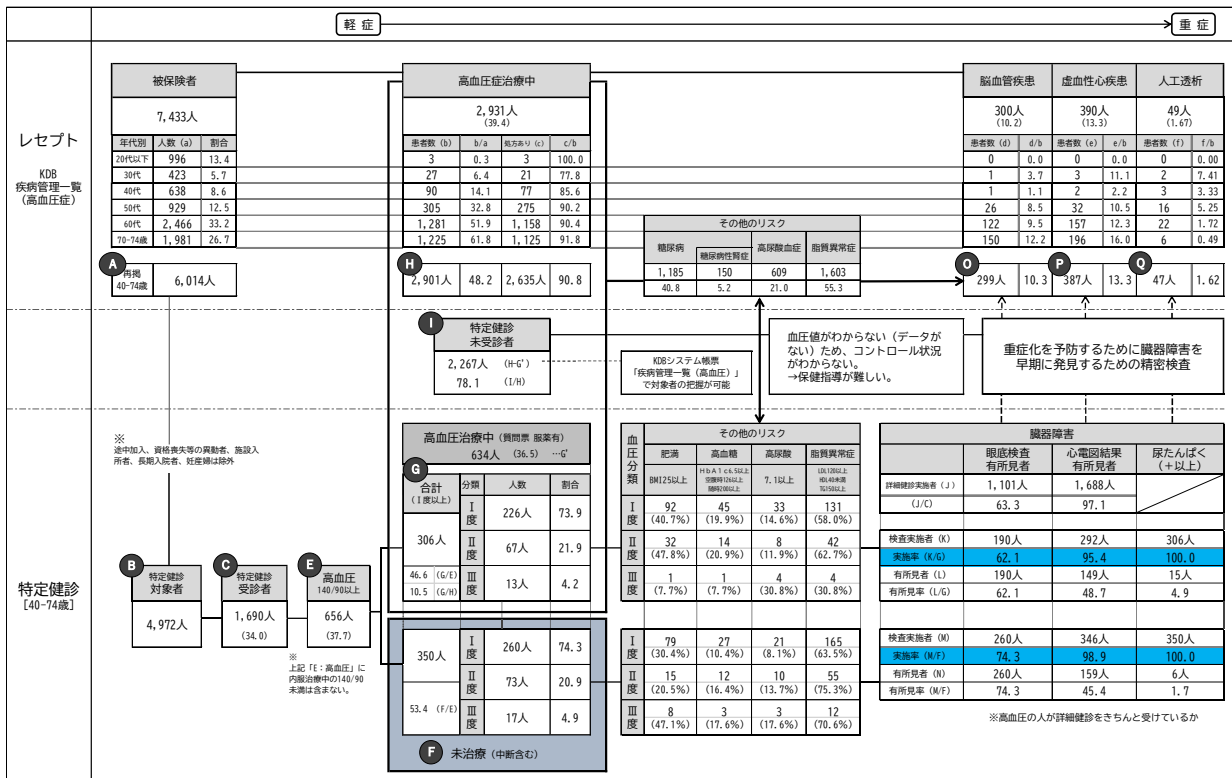 軽 症
重 症
レセプト
KDB
疾病管理一覧
（高血圧症）
被保険者
7,433人
年代別 人数 (a) 割合
20代以下 996 13.4
30代 423 5.7
40代 638 8.6
50代 929 12.5
60代 2,466 33.2
70-74歳 1,981 26.7
A
再掲
40-74歳
6,014人
高血圧症治療中
2,931人
(39.4)
患者数 (b) b/a 処方あり (c) c/b
3 0.3 3 100.0
27 6.4 21 77.8
90 14.1 77 85.6
305 32.8 275 90.2
1,281 51.9 1,158 90.4
1,225 61.8 1,125 91.8
H
2,901人 48.2 2,635人 90.8
その他のリスク
糖尿病 糖尿病性腎症 高尿酸血症 脂質異常症
1,185 150 609 1,603
40.8 5.2 21.0 55.3
脳血管疾患 虚血性心疾患 人工透析
300人 390人 49人
(10.2) (13.3) (1.67)
患者数 (d) d/b 患者数 (e) e/b 患者数 (f) f/b
0 0.0 0 0.0 0 0.00
1 3.7 3 11.1 2 7.41
1 1.1 2 2.2 3 3.33
26 8.5 32 10.5 16 5.25
122 9.5 157 12.3 22 1.72
150 12.2 196 16.0 6 0.49
O P Q
299人 10.3 387人 13.3 47人 1.62
I
特定健診
未受診者
2,267人 (H-G')
78.1 (I/H)
KDBシステム帳票
「疾病管理一覧（高血圧）」
で対象者の把握が可能
血圧値がわからない（データが
ない）ため、コントロール状況
がわからない。
→保健指導が難しい。
重症化を予防するために臓器障害を
早期に発見するための精密検査
特定健診
[40-74歳]
※
途中加入、資格喪失等の異動者、施設入
所者、長期入院者、妊産婦は除外
B
特定健診
対象者
4,972人
C
特定健診
受診者
1,690人
(34.0)
E
高血圧
140/90以上
656人
(37.7)
※
上記「E：高血圧」に
内服治療中の140/90
未満は含まない。
高血圧治療中 (質問票 服薬有)
634人 (36.5) …G'
G
合計
(Ⅰ度以上)
分類 人数 割合
306人
46.6 (G/E)
10.5 (G/H)
Ⅰ度 226人 73.9
Ⅱ度 67人 21.9
Ⅲ度 13人 4.2
350人
53.4 (F/E)
Ⅰ度 260人 74.3
Ⅱ度 73人 20.9
Ⅲ度 17人 4.9
F 未治療（中断含む）
血圧分類
その他のリスク
肥満 高血糖 高尿酸 脂質異常症
BMI25以上
HbA1c6.5以上
空腹時126以上
随時200以上
7.1以上
LDL120以上
HDL40未満
TG150以上
Ⅰ度 92 45 33 131
(40.7%) (19.9%) (14.6%) (58.0%)
Ⅱ度 32 14 8 42
(47.8%) (20.9%) (11.9%) (62.7%)
Ⅲ度 1 1 4 4
(7.7%) (7.7%) (30.8%) (30.8%)
Ⅰ度 79 27 21 165
(30.4%) (10.4%) (8.1%) (63.5%)
Ⅱ度 15 12 10 55
(20.5%) (16.4%) (13.7%) (75.3%)
Ⅲ度 8 3 3 12
(47.1%) (17.6%) (17.6%) (70.6%)
臓器障害
眼底検査
有所見者
心電図結果
有所見者
尿たんぱく
（＋以上）
詳細健診実施者 (J) 1,101人 1,688人
(J/C) 63.3 97.1
検査実施者 (K) 190人 292人 306人
実施率 (K/G) 62.1 95.4 100.0
有所見者 (L) 190人 149人 15人
有所見率 (L/G) 62.1 48.7 4.9
検査実施者 (M) 260人 346人 350人
実施率 (M/F) 74.3 98.9 100.0
有所見者 (N) 260人 159人 6人
有所見率 (M/F) 74.3 45.4 1.7
※高血圧の人が詳細健診をきちんと受けているか